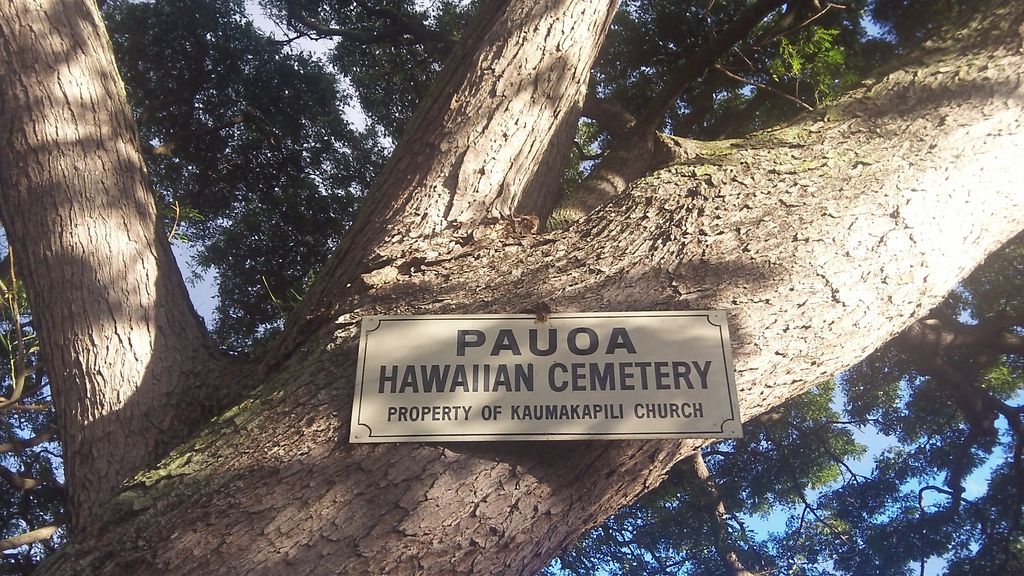 PAUOA
HAWAIIAN CEMETERY
PROPERTY OF KAUMAKAPILI CHURCH